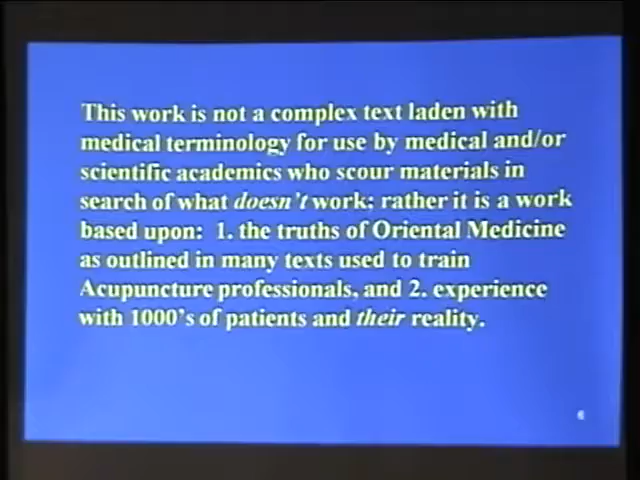 This work is not a complex text laden with
medical terminology for use by medical and/or
scientific academics who scour materials in
search of what doesn't work; rather it is a work
based upon:  1. the truths of Oriental Medicine
as outlined in many texts used to train
Acupuncture professionals, and 2. experience
with 1000's of patients and their reality.
6